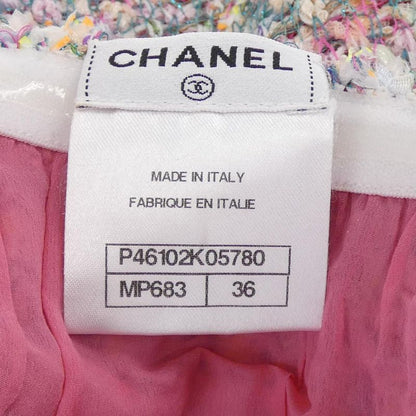 CHANEL
MADE IN ITALY
FABRIQUE EN ITALIE
P46102K05780
MP683 36